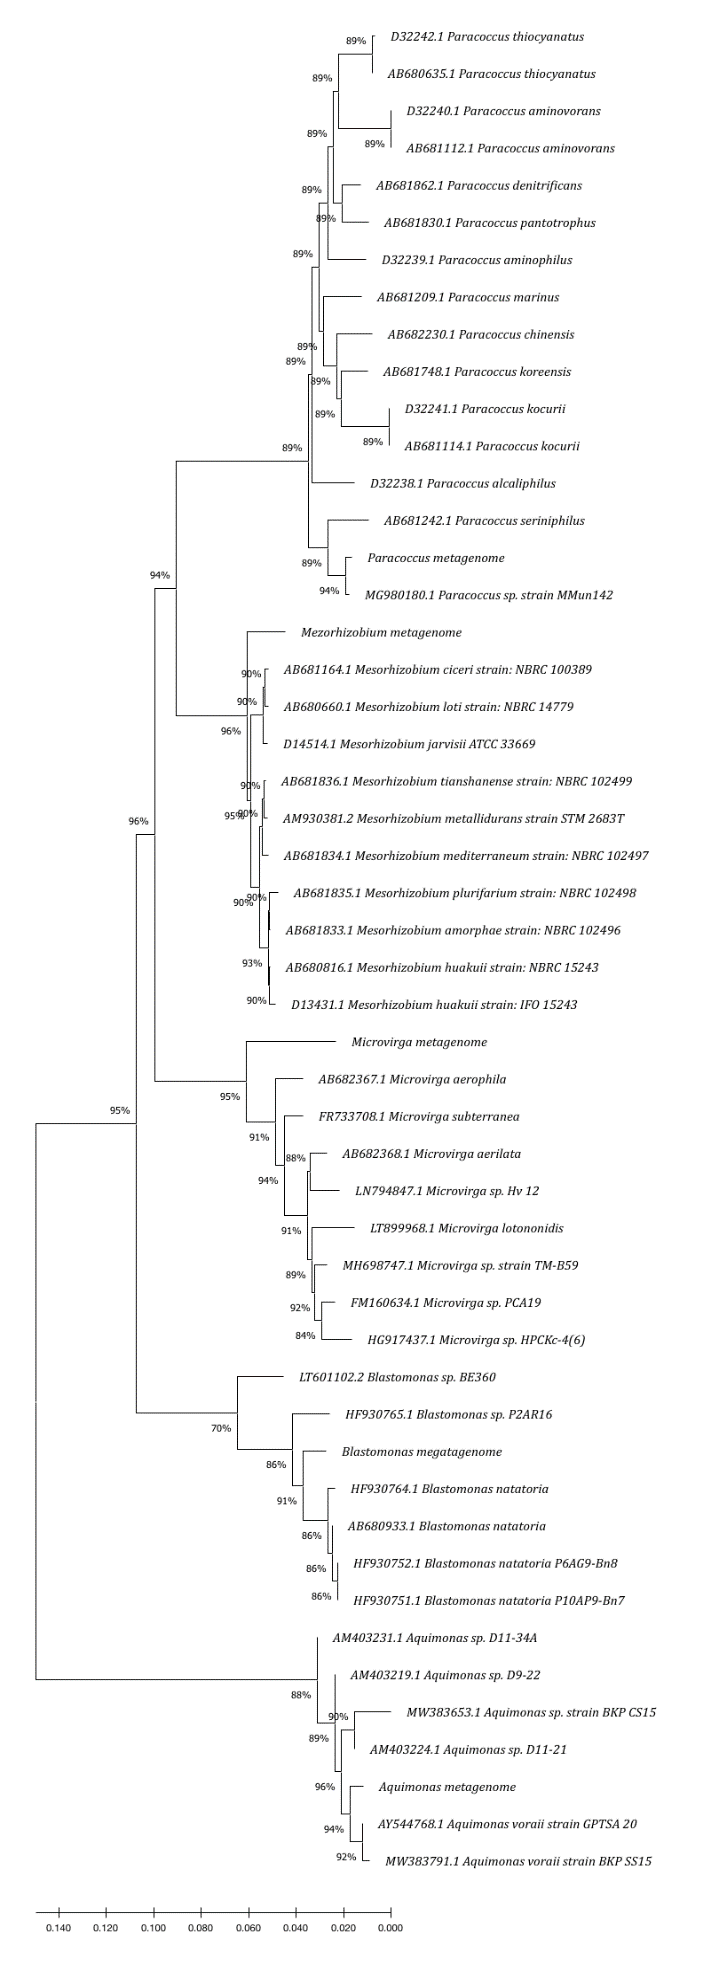 D32242.1 Paracoccus thiocyanatus
89%
AB680635.1 Paracoccus thiocyanatus
89%
D32240.1 Paracoccus aminovorans
89%
89%
AB681112.1 Paracoccus aminovorans
AB681862.1 Paracoccus denitrificans
89%
89%
AB681830.1 Paracoccus pantotrophus
89%
D32239.1 Paracoccus aminophilus
AB681209.1 Paracoccus marinus
AB682230.1 Paracoccus chinensis
89%
89%
AB681748.1 Paracoccus koreensis
89%
D32241.1 Paracoccus kocurii
89%
89%
AB681114.1 Paracoccus kocurii
89%
D32238.1 Paracoccus alcaliphilus
AB681242.1 Paracoccus seriniphilus
Paracoccus metagenome
89%
94%
94%
MG980180.1 Paracoccus sp. strain MMun142
Mezorhizobium metagenome
AB681164.1 Mesorhizobium ciceri strain: NBRC 100389
90%
90%
AB680660.1 Mesorhizobium loti strain: NBRC 14779
96%
D14514.1 Mesorhizobium jarvisii ATCC 33669
AB681836.1 Mesorhizobium tianshanense strain: NBRC 102499
90%
95%
90%
AM930381.2 Mesorhizobium metallidurans strain STM 2683T
96%
AB681834.1 Mesorhizobium mediterraneum strain: NBRC 102497
AB681835.1 Mesorhizobium plurifarium strain: NBRC 102498
90%
90%
AB681833.1 Mesorhizobium amorphae strain: NBRC 102496
93%
AB680816.1 Mesorhizobium huakuii strain: NBRC 15243
90%
D13431.1 Mesorhizobium huakuii strain: IFO 15243
Microvirga metagenome
AB682367.1 Microvirga aerophila
95%
95%
FR733708.1 Microvirga subterranea
91%
AB682368.1 Microvirga aerilata
88%
94%
LN794847.1 Microvirga sp. Hv 12
LT899968.1 Microvirga lotononidis
91%
MH698747.1 Microvirga sp. strain TM-B59
89%
FM160634.1 Microvirga sp. PCA19
92%
84%
HG917437.1 Microvirga sp. HPCKc-4(6)
LT601102.2 Blastomonas sp. BE360
HF930765.1 Blastomonas sp. P2AR16
70%
Blastomonas megatagenome
86%
HF930764.1 Blastomonas natatoria
91%
AB680933.1 Blastomonas natatoria
86%
HF930752.1 Blastomonas natatoria P6AG9-Bn8
86%
86%
HF930751.1 Blastomonas natatoria P10AP9-Bn7
AM403231.1 Aquimonas sp. D11-34A
AM403219.1 Aquimonas sp. D9-22
88%
MW383653.1 Aquimonas sp. strain BKP CS15
90%
89%
AM403224.1 Aquimonas sp. D11-21
Aquimonas metagenome
96%
AY544768.1 Aquimonas voraii strain GPTSA 20
94%
92%
MW383791.1 Aquimonas voraii strain BKP SS15
0.140 0.120 0.100 0.080 0.060 0.040 0.020 0.000